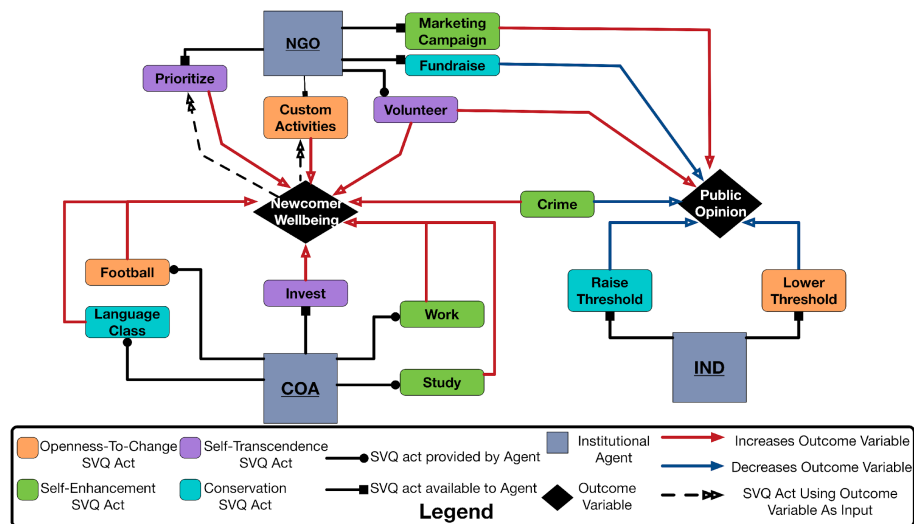 NGO
Marketing
Campaign
Fundraise
Prioritize
Custom
Activities
Volunteer
Newcomer
Wellbeing
Crime
Public
Opinion
Football
Invest
Raise
Threshold
Lower
Threshold
Language
Class
Work
COA
Study
IND
Openness-To-Change
SVQ Act
Self-Transcendence
SVQ Act
SVQ act provided by Agent
Institutional
Agent
Increases Outcome Variable
Decreases Outcome Variable
Self-Enhancement
SVQ Act
Conservation
SVQ Act
SVQ act available to Agent
Outcome
Variable
SVQ Act Using Outcome
Variable As Input
Legend